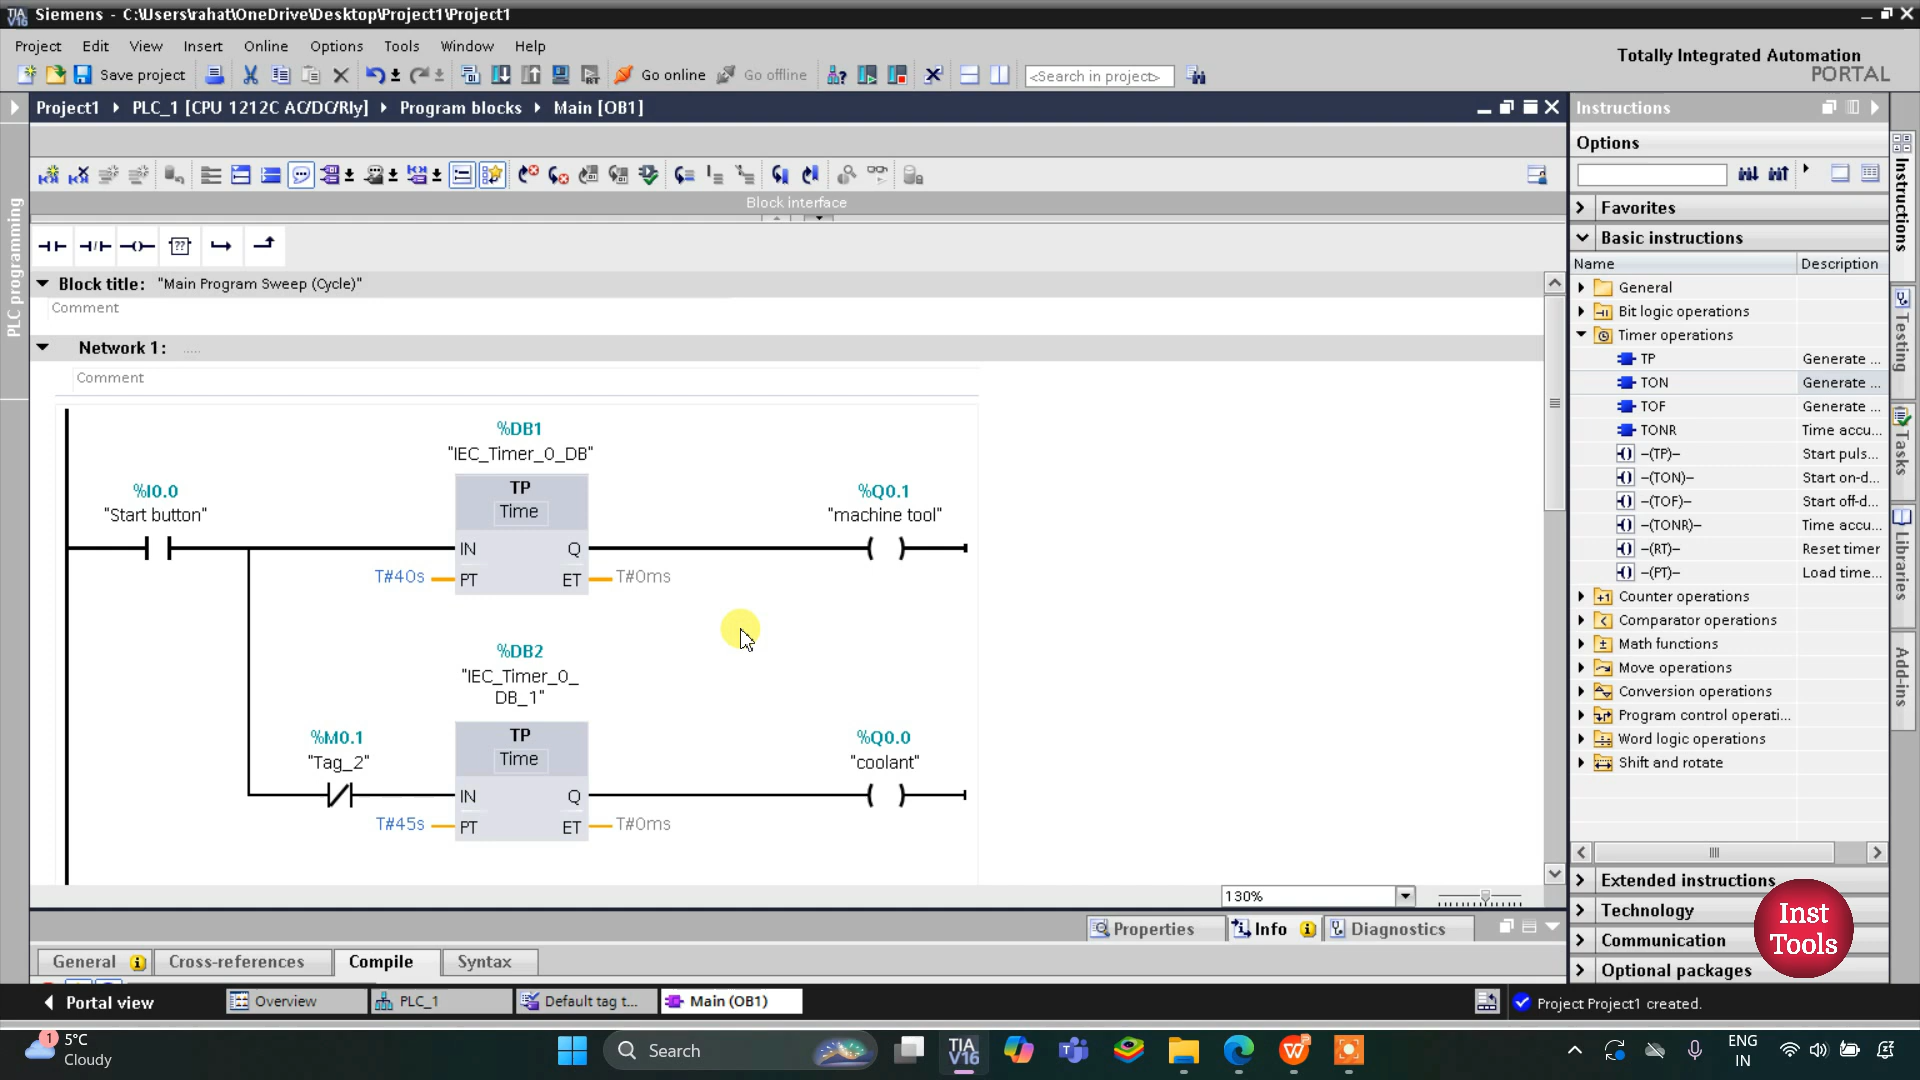 Siemens - C:\Users\rahat\OneDrive\Desktop\Project1\Project1
Project Edit View Insert Online Options Tools Window Help
Totally Integrated Automation
PORTAL
Save project
Go online
Go offline
<Search in project>
Project1 PLC_1 [CPU 1212C AC/DC/Rly] Program blocks Main [OB1]
Instructions
Options
Block interface
Favorites
Basic instructions
Name Description
General
Bit logic operations
Timer operations
TP Generate ...
TON Generate ...
TOF Generate ...
TONR Time accu...
-(TP)- Start puls...
-(TON)- Start on-d...
-(TOF)- Start off-d...
-(TONR)- Time accu...
-(RT)- Reset timer
-(PT)- Load time...
Counter operations
Comparator operations
Math functions
Move operations
Conversion operations
Program control operati...
Word logic operations
Shift and rotate
Extended instructions
Technology
Communication
Optional packages
PLC programming
Instructions
Testing
Tasks
Libraries
Add-ins
Block title: "Main Program Sweep (Cycle)"
Comment
Network 1: .....
Comment
%DB1
"IEC_Timer_0_DB"
%I0.0
"Start button"
TP
Time
%Q0.1
"machine tool"
IN Q
T#40s PT ET T#0ms
%DB2
"IEC_Timer_0_
DB_1"
%M0.1
"Tag_2"
TP
Time
%Q0.0
"coolant"
IN Q
T#45s PT ET T#0ms
130%
Properties Info Diagnostics
General Cross-references Compile Syntax
Inst
Tools
Portal view Overview PLC_1 Default tag t... Main (OB1)
Project Project1 created.
1
5°C
Cloudy
Search
TIA
V16
ENG
IN